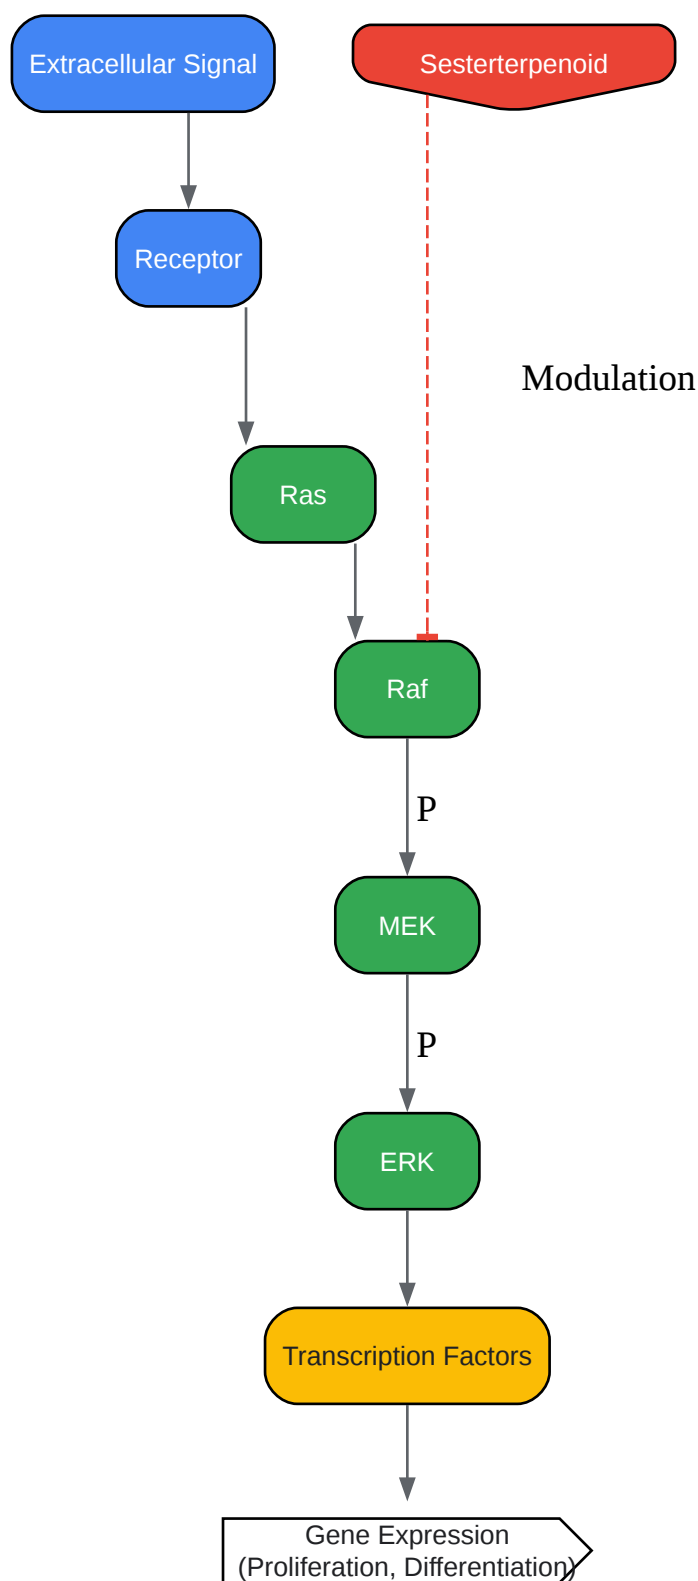 Extracellular Signal
Sesterterpenoid
Receptor
Modulation
Ras
Raf
P
MEK
P
ERK
Transcription Factors
Gene Expression
(Proliferation, Differentiation)